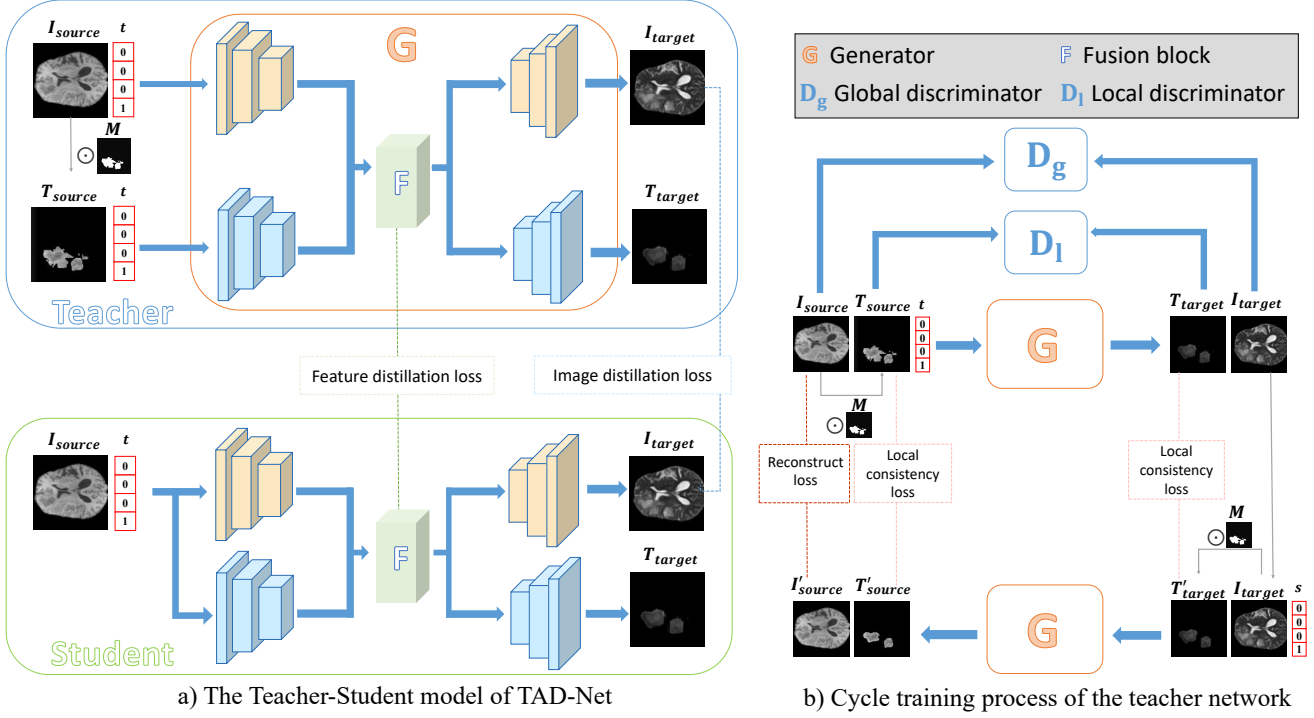 I_source t
0
0
0
1
⊙ M
T_source t
0
0
0
1
G
F
I_target
T_target
Teacher
Feature distillation loss
Image distillation loss
I_source t
0
0
0
1
F
I_target
T_target
Student
a) The Teacher-Student model of TAD-Net
G Generator
F Fusion block
D_g Global discriminator
D_l Local discriminator
D_g
D_l
I_source T_source t
0
0
0
1
G
T_target I_target
⊙ M
Reconstruct
loss
Local
consistency
loss
Local
consistency
loss
⊙ M
I'_source T'_source
G
T'_target I_target s
0
0
0
1
b) Cycle training process of the teacher network